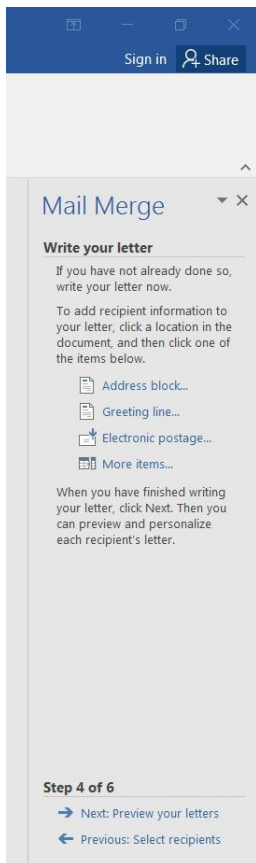 Sign in Share
Mail Merge
Write your letter
If you have not already done so,
write your letter now.
To add recipient information to
your letter, click a location in the
document, and then click one of
the items below.
Address block...
Greeting line...
Electronic postage...
More items...
When you have finished writing
your letter, click Next. Then you
can preview and personalize
each recipient's letter.
Step 4 of 6
Next: Preview your letters
Previous: Select recipients